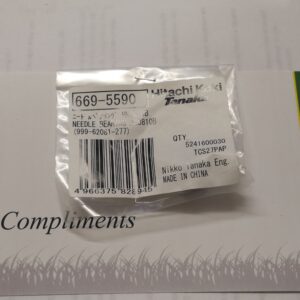 669-5590
Hitachi Koki
Tanaka
NEEDLE BEARING
(999-62061-277)
QTY
5241600030
TCS27PAP
4966375828945
Nikko Tanaka Eng.
MADE IN CHINA
Compliments